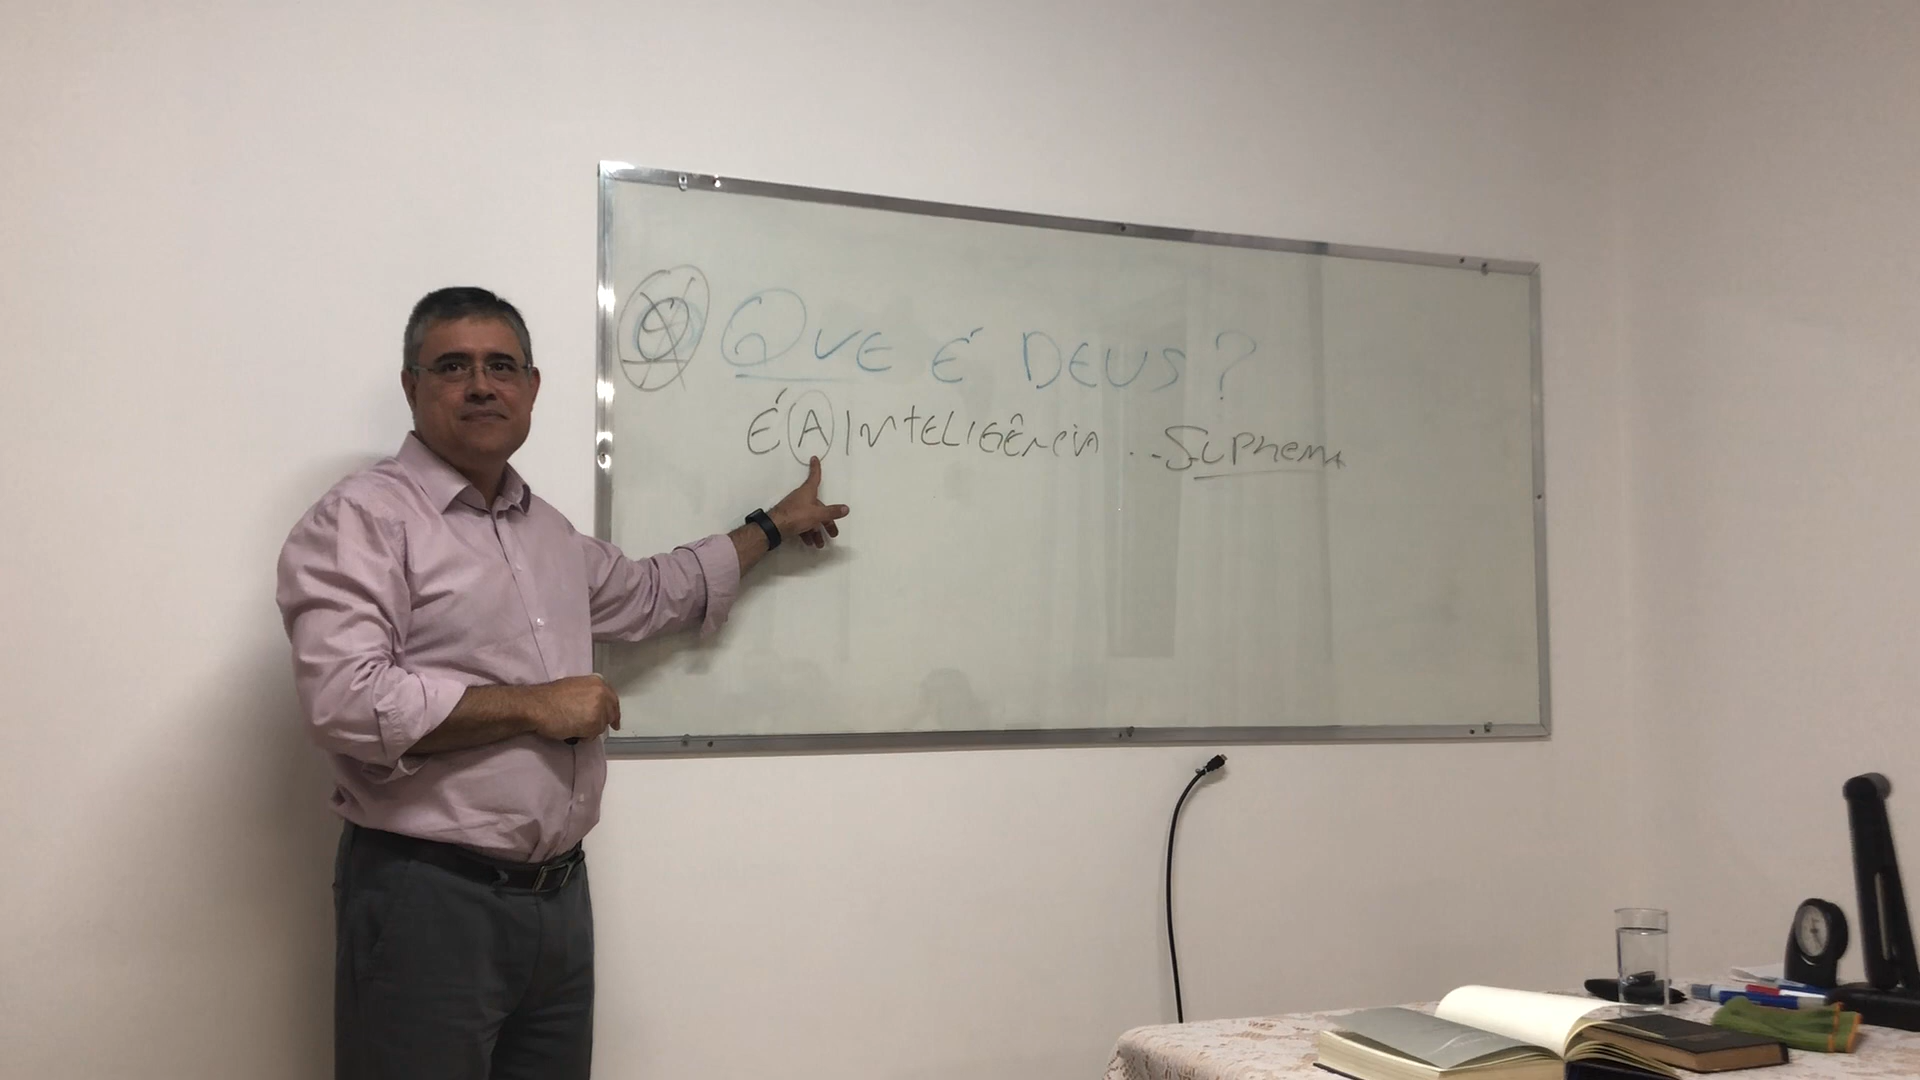 QUE É DEUS?
É A INTELIGÊNCIA ... SUPREMA